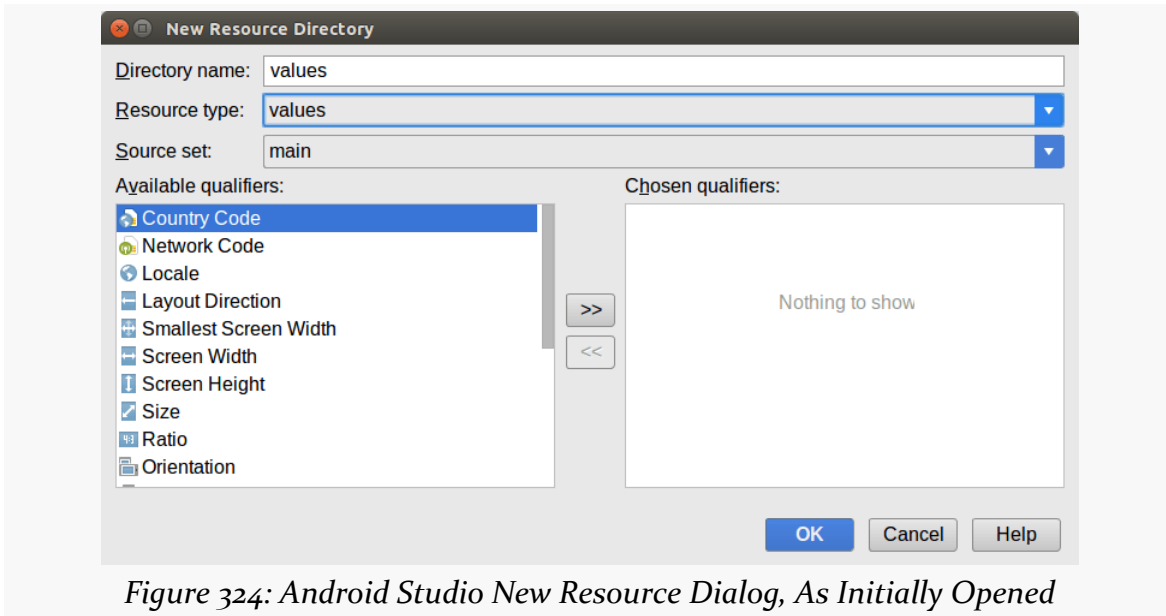 New Resource Directory
Directory name: values
Resource type: values
Source set: main
Available qualifiers:
Chosen qualifiers:
Country Code
Network Code
Locale
Layout Direction
Smallest Screen Width
Screen Width
Screen Height
Size
Ratio
Orientation
>>
<<
Nothing to show
OK
Cancel
Help
Figure 324: Android Studio New Resource Dialog, As Initially Opened